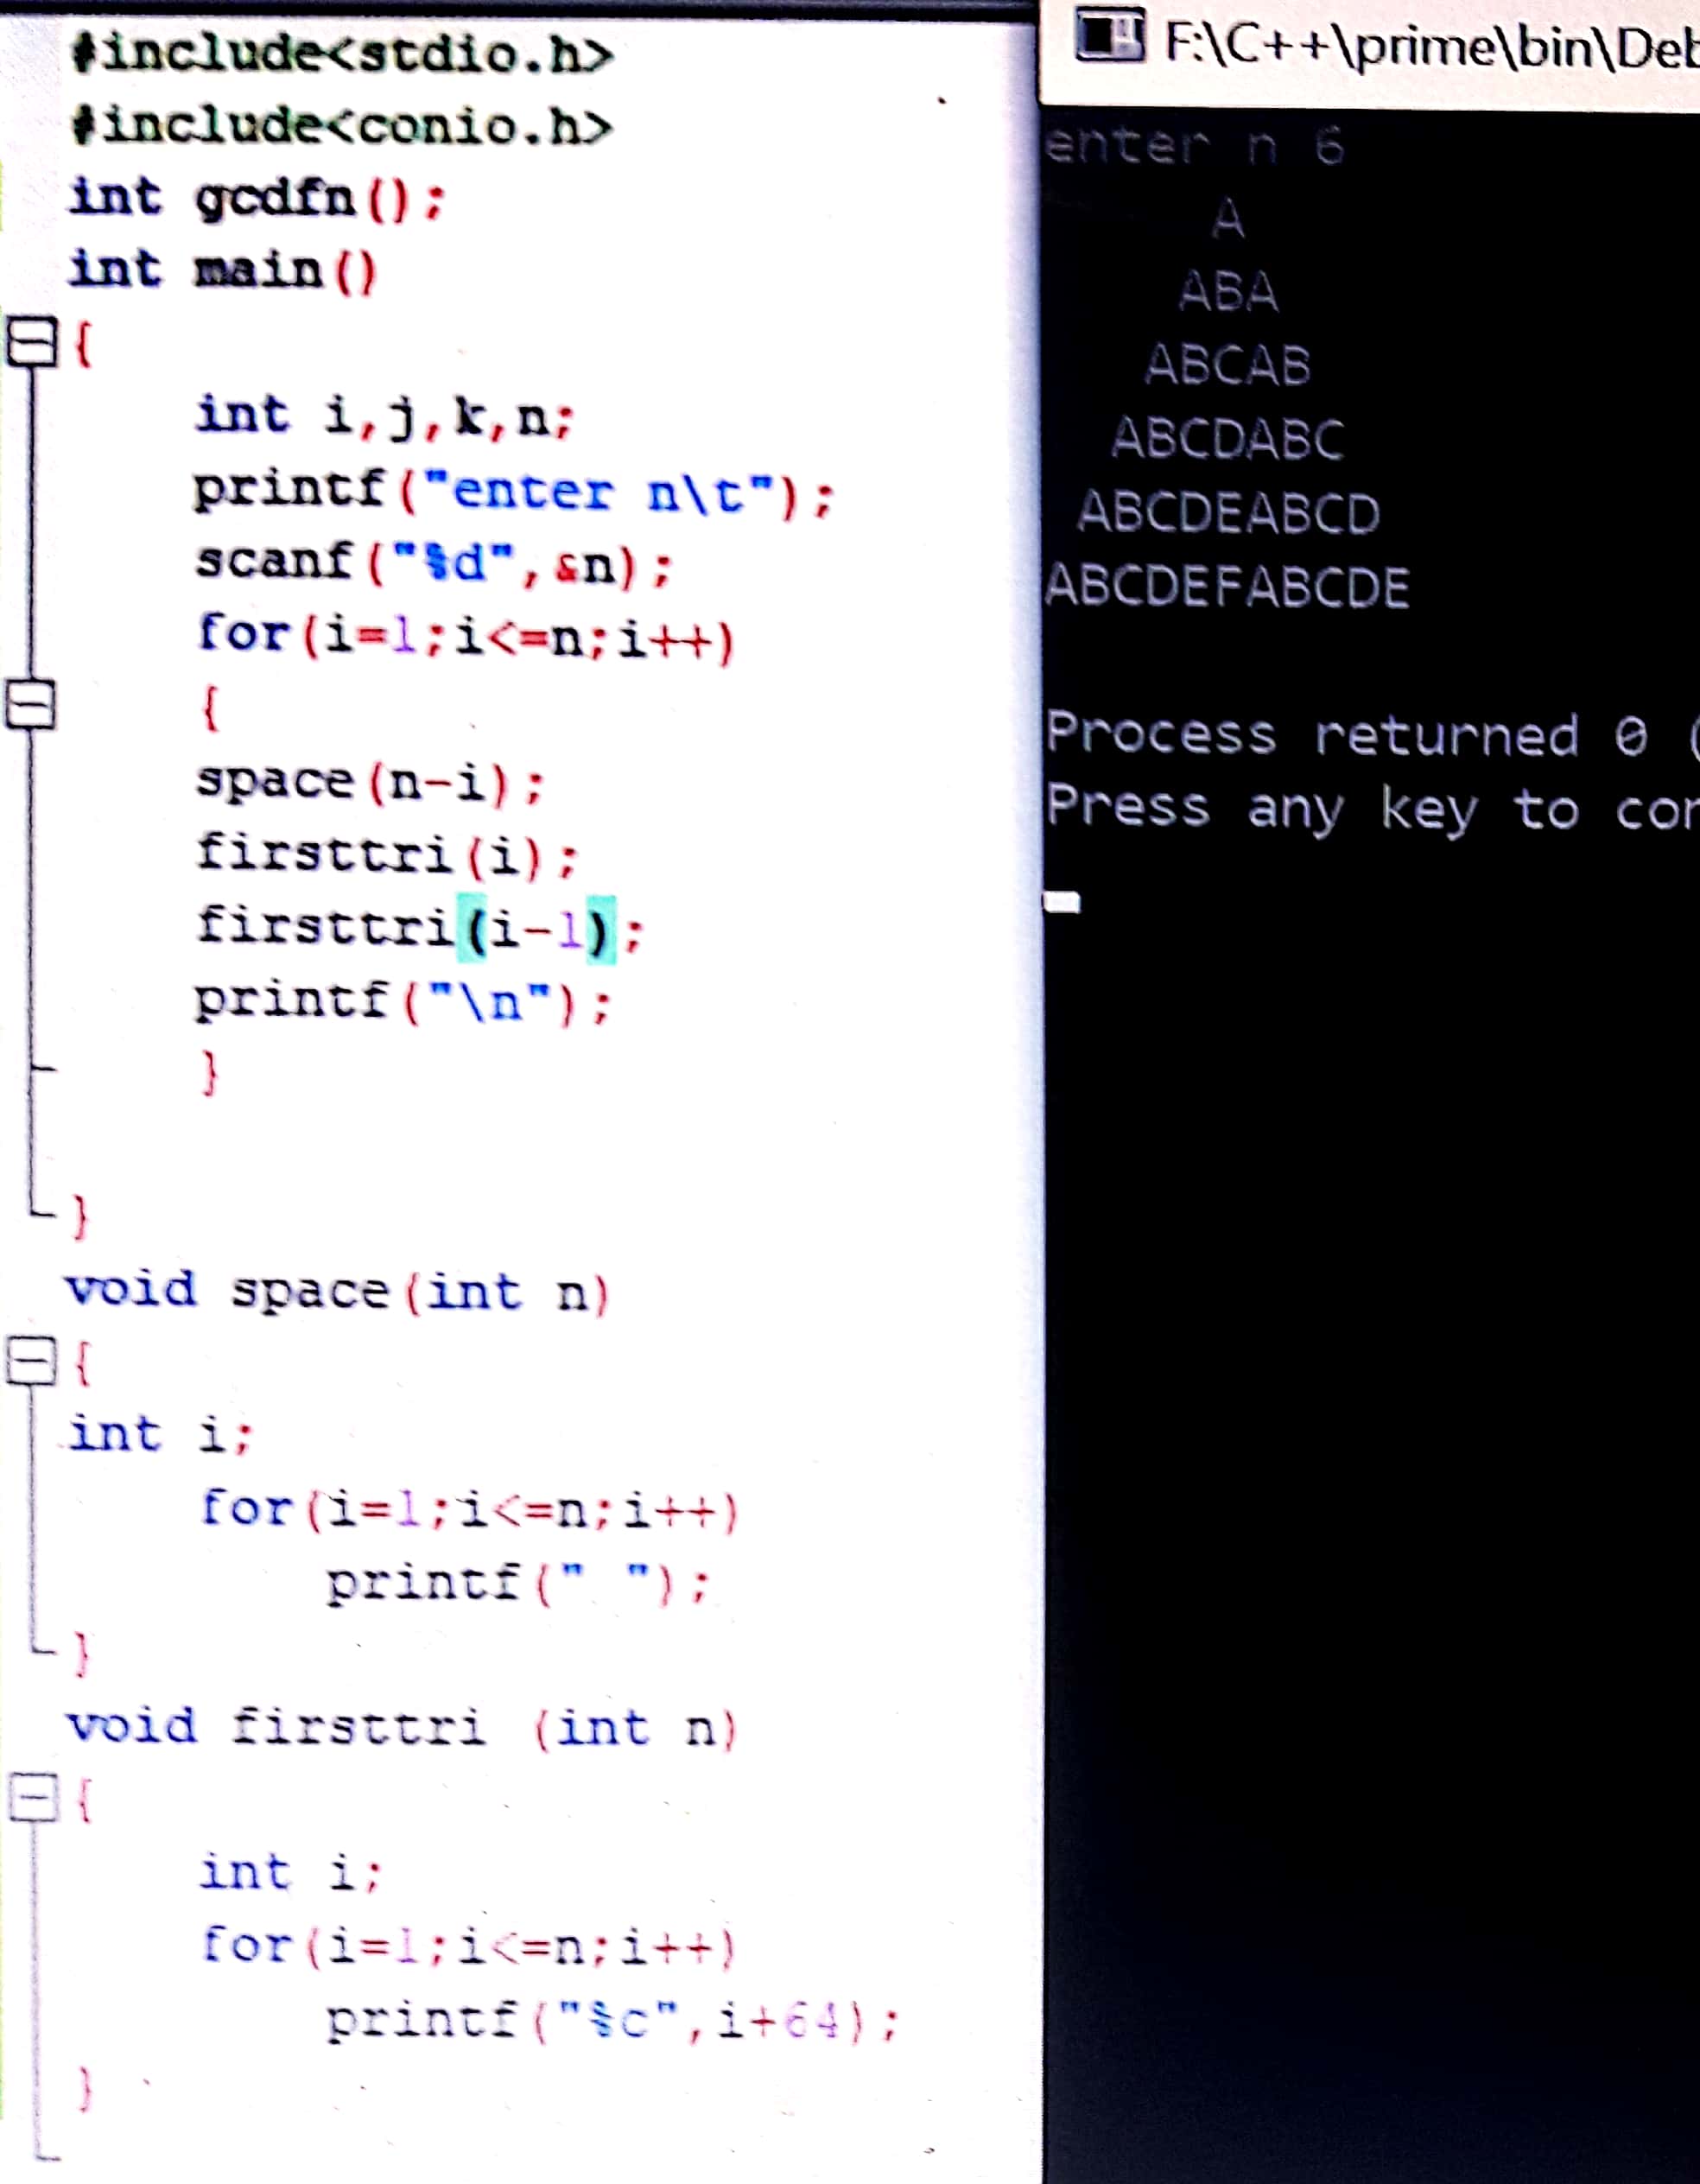 #include<stdio.h>
#include<conio.h>
int gcdfn();
int main()
{
int i,j,k,n;
printf("enter n\t");
scanf("%d",&n);
for(i=1;i<=n;i++)
{
space(n-i);
firsttri(i);
firsttri(i-1);
printf("\n");
}
}
void space(int n)
{
int i;
for(i=1;i<=n;i++)
printf(" ");
}
void firsttri (int n)
{
int i;
for(i=1;i<=n;i++)
printf("%c",i+64);
}
F:\C++\prime\bin\Deb
enter n 6
A
ABA
ABCAB
ABCDABC
ABCDEABCD
ABCDEFABCDE
Process returned 0 (
Press any key to con